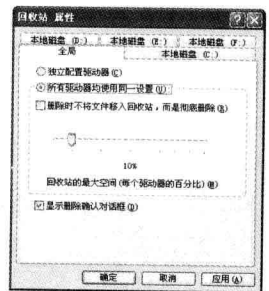 回收站 属性
本地磁盘 (D:) 本地磁盘 (E:) 本地磁盘 (F:)
全局 本地磁盘 (C:)
独立配置驱动器(C)
所有驱动器均使用同一设置(U):
删除时不将文件移入回收站，而是彻底删除(R)
10%
回收站的最大空间(每个驱动器的百分比)(M)
显示删除确认对话框(D)
确定 取消 应用(A)